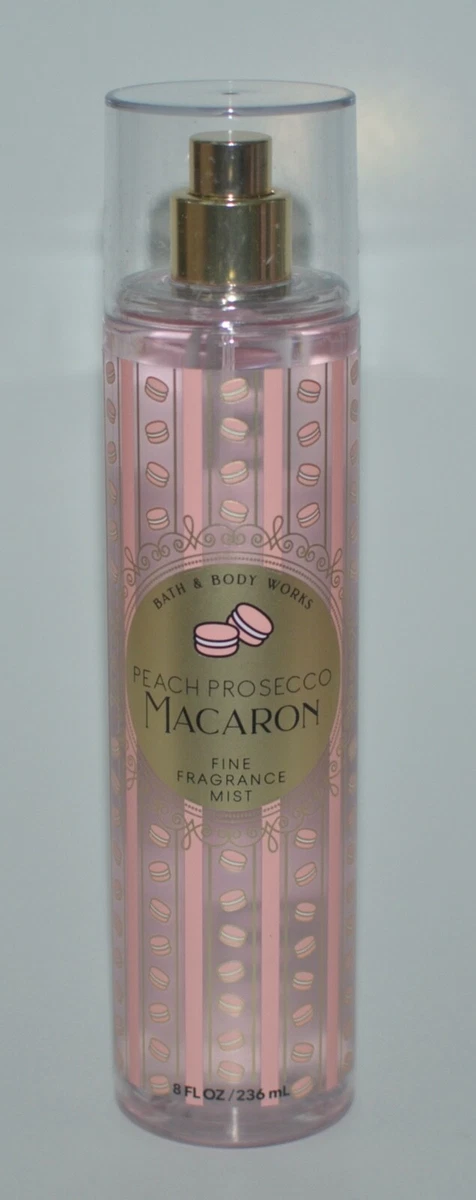 BATH & BODY WORKS
PEACH PROSECCO
MACARON
FINE
FRAGRANCE
MIST
8 FL OZ / 236 mL